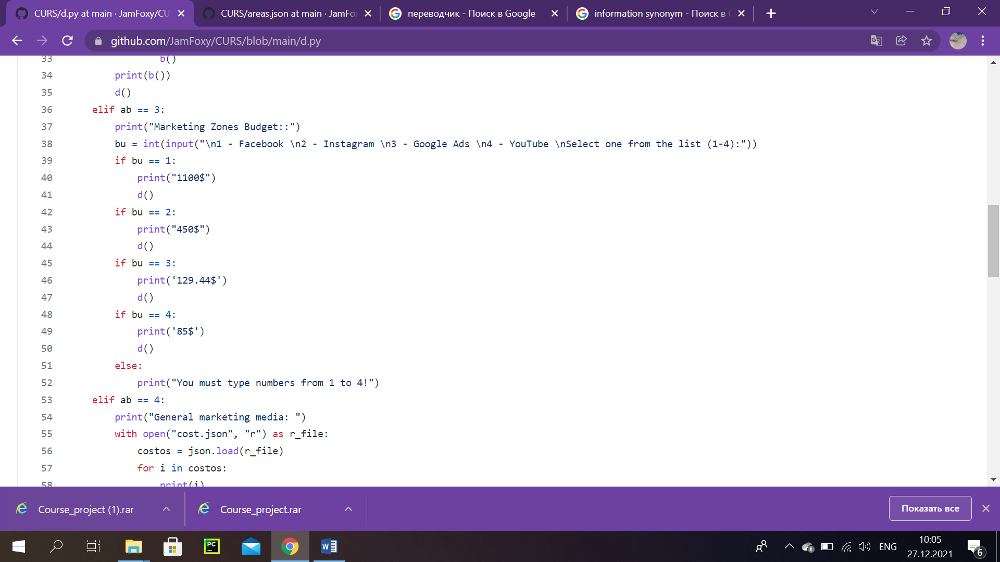 CURS/d.py at main · JamFoxy/CU
CURS/areas.json at main · JamFo
переводчик - Поиск в Google
information synonym - Поиск в
github.com/JamFoxy/CURS/blob/main/d.py
33 b()
34 print(b())
35 d()
36 elif ab == 3:
37 print("Marketing Zones Budget::")
38 bu = int(input("\n1 - Facebook \n2 - Instagram \n3 - Google Ads \n4 - YouTube \nSelect one from the list (1-4):"))
39 if bu == 1:
40 print("1100$")
41 d()
42 if bu == 2:
43 print("450$")
44 d()
45 if bu == 3:
46 print('129.44$')
47 d()
48 if bu == 4:
49 print('85$')
50 d()
51 else:
52 print("You must type numbers from 1 to 4!")
53 elif ab == 4:
54 print("General marketing media: ")
55 with open("cost.json", "r") as r_file:
56 costos = json.load(r_file)
57 for i in costos:
58 print(i)
Course_project (1).rar
Course_project.rar
Показать все
PC
W
ENG
10:05
27.12.2021
6